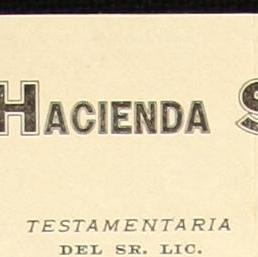 HACIENDA S
TESTAMENTARIA
DEL SR. LIC.